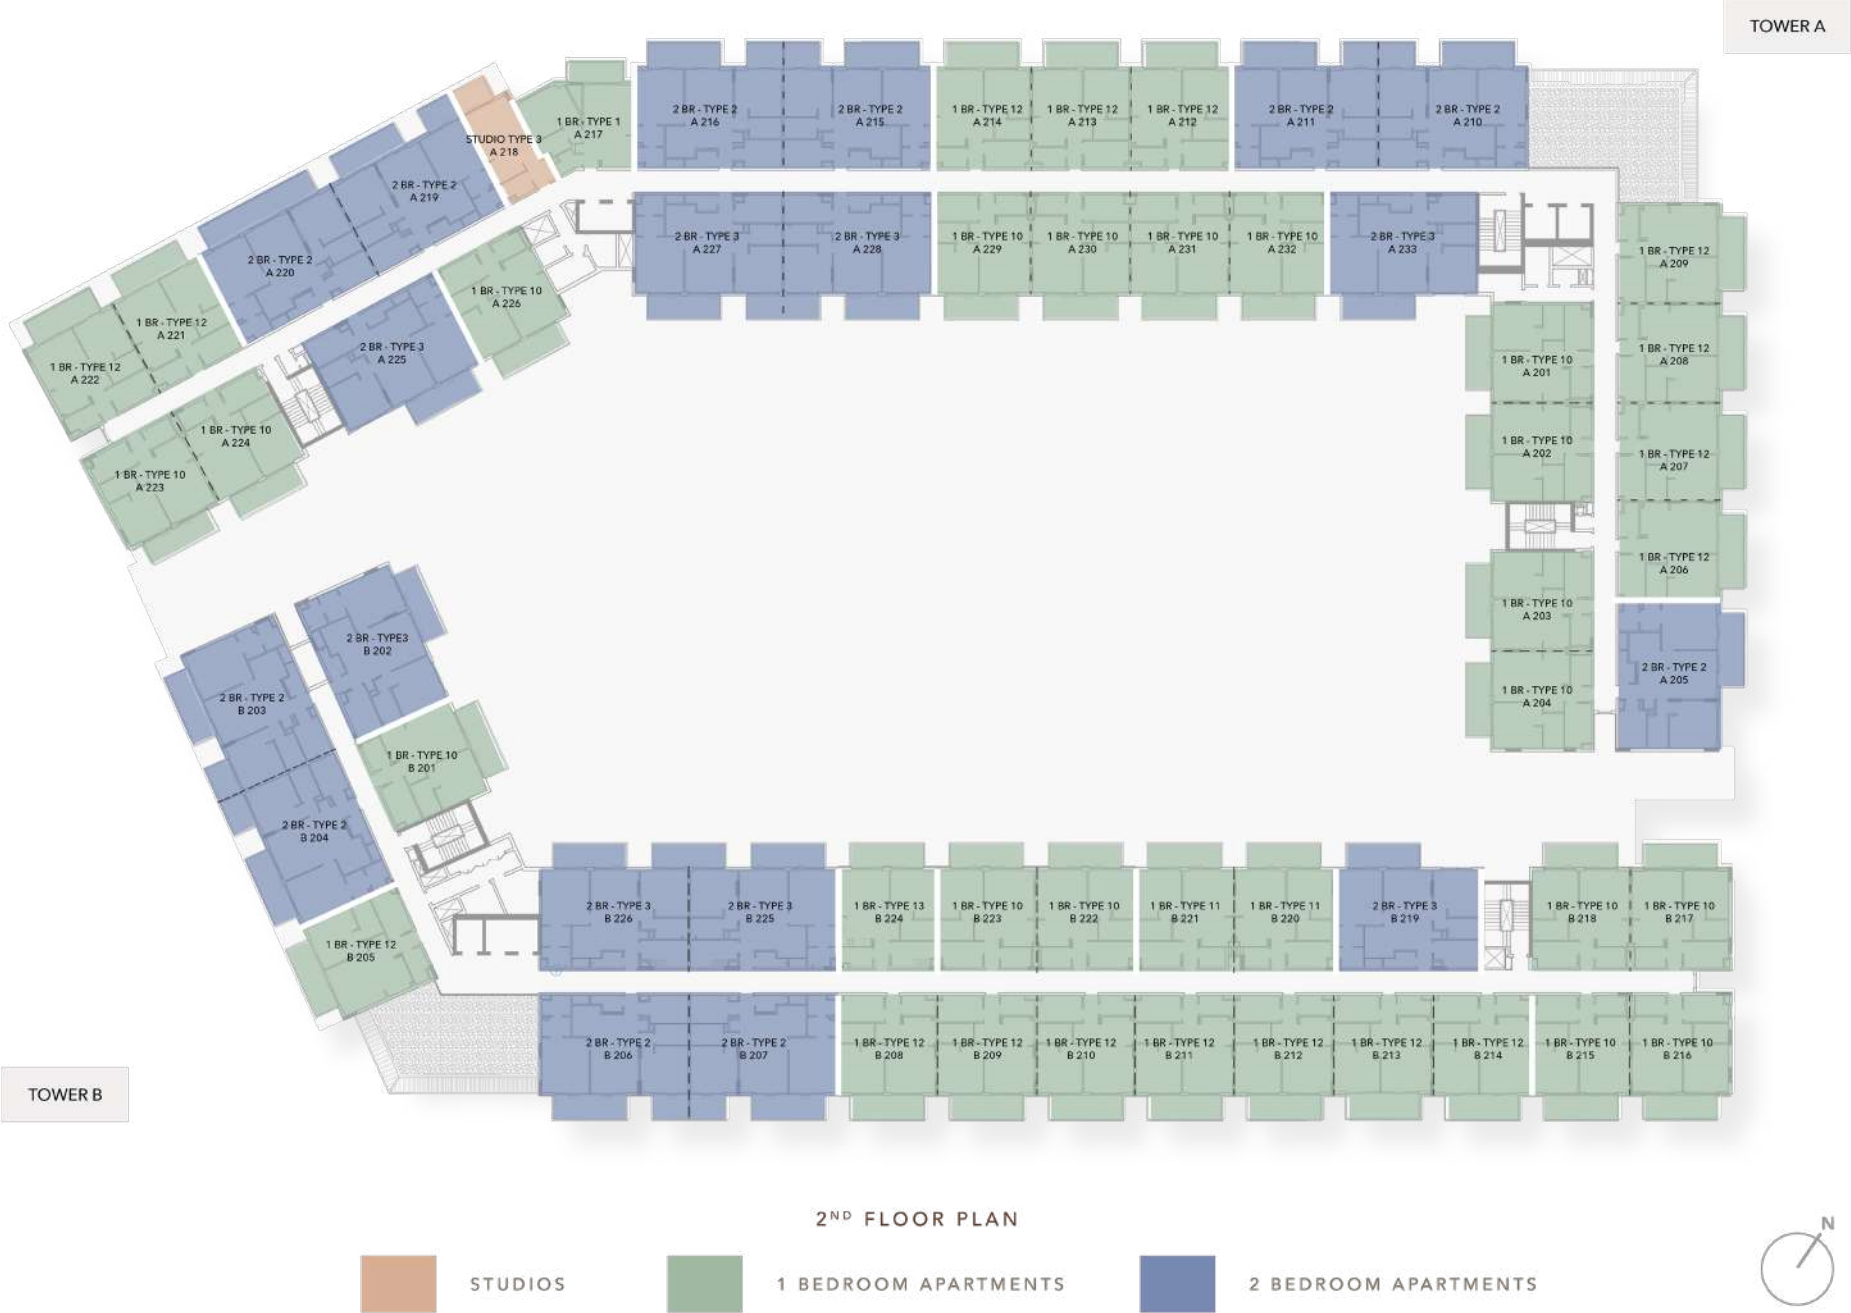 TOWER A
2 BR - TYPE 2
A 216
2 BR - TYPE 2
A 215
1 BR - TYPE 12
A 214
1 BR - TYPE 12
A 213
1 BR - TYPE 12
A 212
2 BR - TYPE 2
A 211
2 BR - TYPE 2
A 210
1 BR - TYPE 1
A 217
STUDIO TYPE 3
A 218
2 BR - TYPE 2
A 219
2 BR - TYPE 2
A 220
1 BR - TYPE 12
A 221
1 BR - TYPE 12
A 222
2 BR - TYPE 3
A 227
2 BR - TYPE 3
A 228
1 BR - TYPE 10
A 229
1 BR - TYPE 10
A 230
1 BR - TYPE 10
A 231
1 BR - TYPE 10
A 232
2 BR - TYPE 3
A 233
1 BR - TYPE 12
A 209
1 BR - TYPE 10
A 226
2 BR - TYPE 3
A 225
1 BR - TYPE 10
A 224
1 BR - TYPE 10
A 223
1 BR - TYPE 10
A 201
1 BR - TYPE 12
A 208
1 BR - TYPE 10
A 202
1 BR - TYPE 12
A 207
1 BR - TYPE 12
A 206
1 BR - TYPE 10
A 203
2 BR - TYPE 2
A 205
1 BR - TYPE 10
A 204
2 BR - TYPE3
B 202
2 BR - TYPE 2
B 203
1 BR - TYPE 10
B 201
2 BR - TYPE 2
B 204
1 BR - TYPE 12
B 205
2 BR - TYPE 3
B 226
2 BR - TYPE 3
B 225
1 BR - TYPE 13
B 224
1 BR - TYPE 10
B 223
1 BR - TYPE 10
B 222
1 BR - TYPE 11
B 221
1 BR - TYPE 11
B 220
2 BR - TYPE 3
B 219
1 BR - TYPE 10
B 218
1 BR - TYPE 10
B 217
2 BR - TYPE 2
B 206
2 BR - TYPE 2
B 207
1 BR - TYPE 12
B 208
1 BR - TYPE 12
B 209
1 BR - TYPE 12
B 210
1 BR - TYPE 12
B 211
1 BR - TYPE 12
B 212
1 BR - TYPE 12
B 213
1 BR - TYPE 12
B 214
1 BR - TYPE 10
B 215
1 BR - TYPE 10
B 216
TOWER B
2ND FLOOR PLAN
N
STUDIOS
1 BEDROOM APARTMENTS
2 BEDROOM APARTMENTS